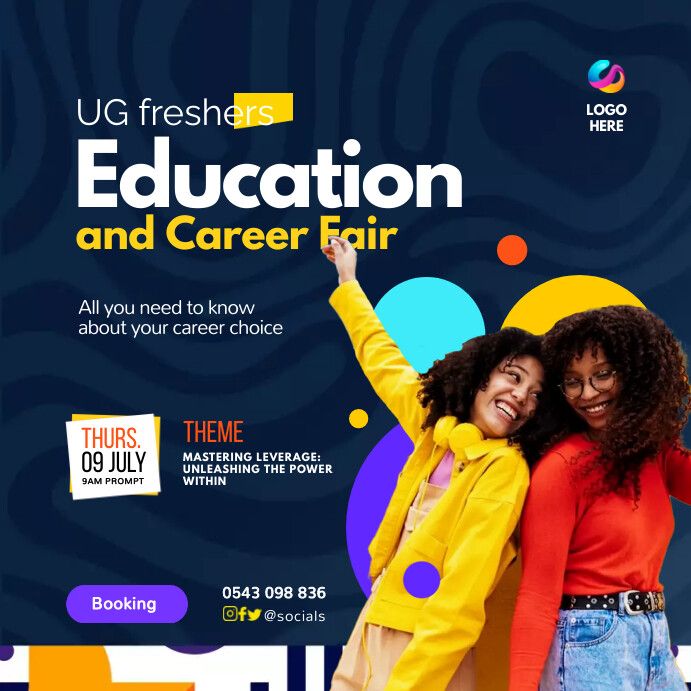 LOGO
HERE
UG freshers
Education
and Career Fair
All you need to know
about your career choice
THURS.
09 JULY
9AM PROMPT
THEME
MASTERING LEVERAGE:
UNLEASHING THE POWER
WITHIN
Booking
0543 098 836
@socials